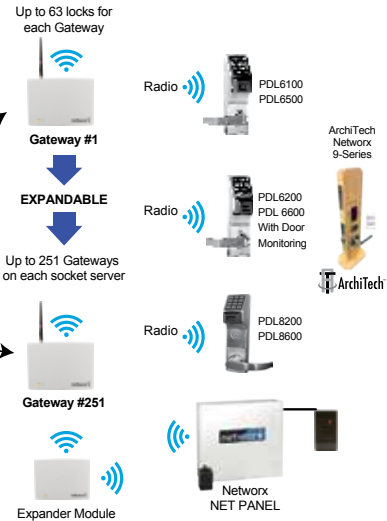 Up to 63 locks for
each Gateway
Gateway #1
EXPANDABLE
Up to 251 Gateways
on each socket server
Gateway #251
Expander Module
Radio
PDL6100
PDL6500
Radio
PDL6200
PDL 6600
With Door
Monitoring
Radio
PDL8200
PDL8600
Networx
NET PANEL
ArchiTech
Networx
9-Series
ArchiTech